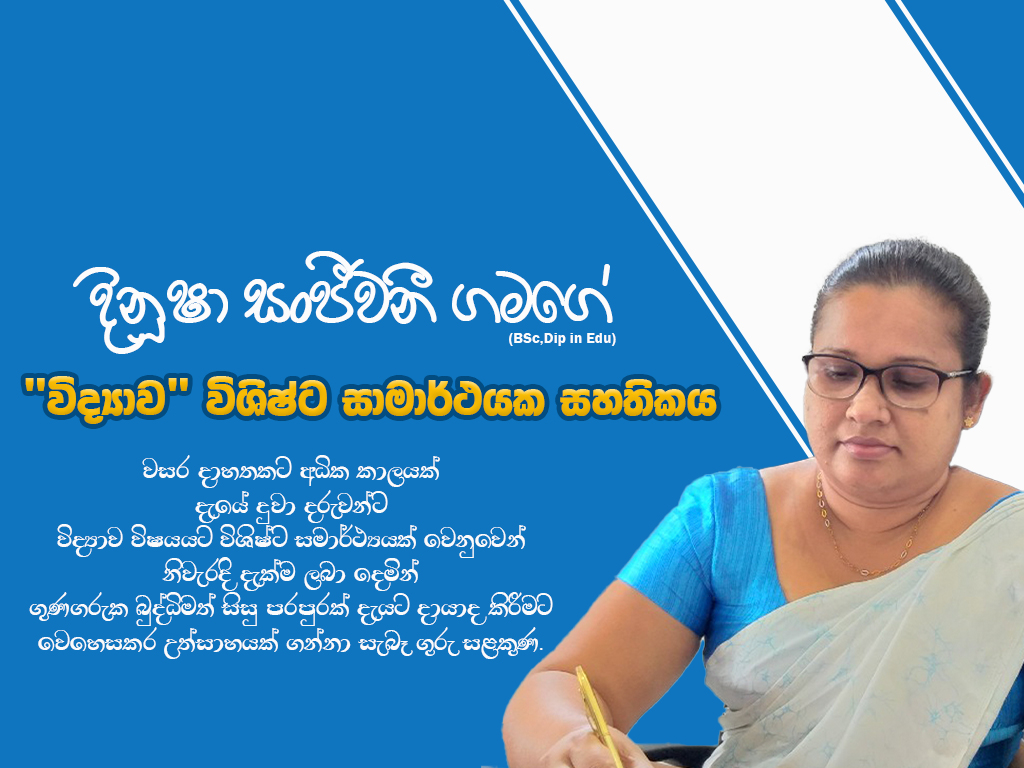 දිනූෂා සංජීවනී ගමගේ
(BSc,Dip in Edu)
"විද්‍යාව" විශිෂ්ට සාමාර්ථයක සහතිකය
වසර දාහතකට අධික කාලයක්
දැයේ දූවා දරුවන්ට
විද්‍යාව විෂයයට විශිෂ්ට සමාර්ථ්‍යයක් වෙනුවෙන්
නිවැරදි දැක්ම ලබා දෙමින්
ගුණගරුක බුද්ධිමත් සිසු පරපුරක් දැයට දායාද කිරීමට
වෙහෙසකර උත්සාහයක් ගන්නා සැබෑ ගුරු සළකුණ.